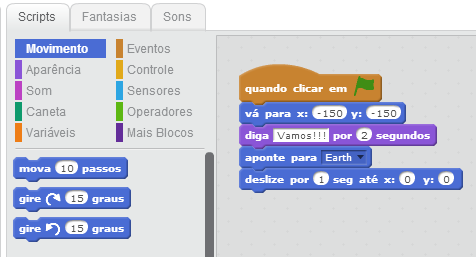 Scripts Fantasias Sons
Movimento Eventos
Aparência Controle
Som Sensores
Caneta Operadores
Variáveis Mais Blocos
mova 10 passos
gire 15 graus
gire 15 graus
quando clicar em
vá para x: -150 y: -150
diga Vamos!!! por 2 segundos
aponte para Earth
deslize por 1 seg até x: 0 y: 0